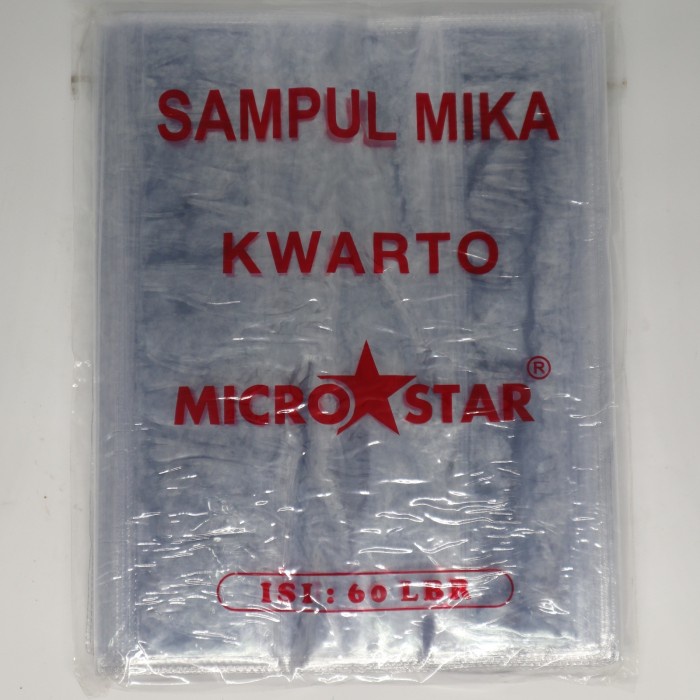 SAMPUL MIKA
KWARTO
MICRO STAR ®
ISI : 60 LBR